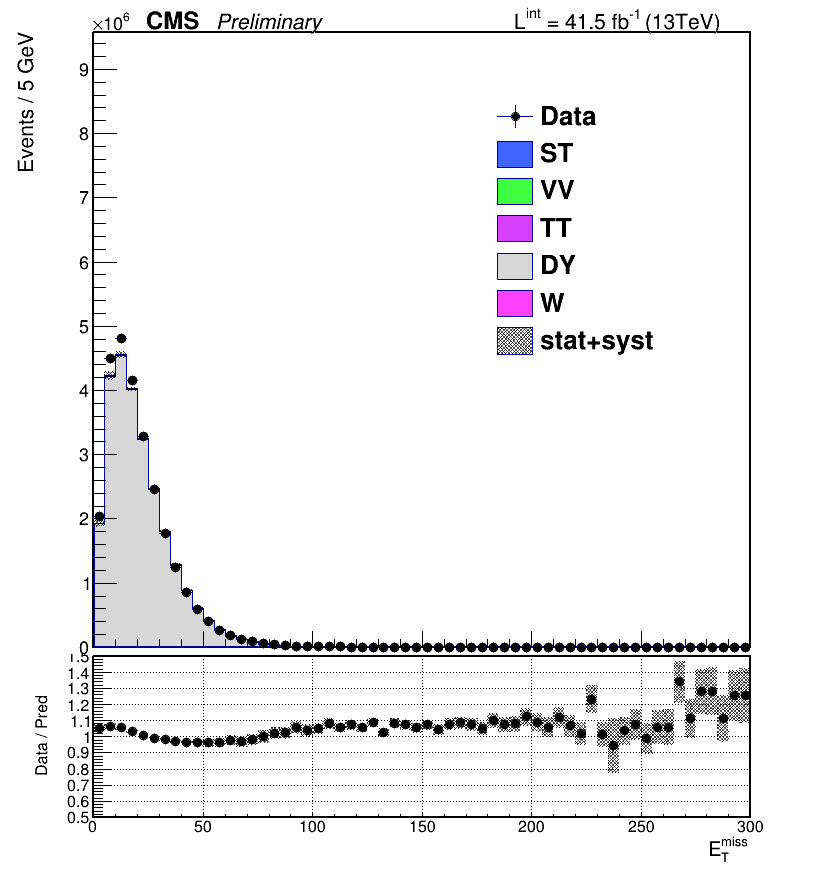 ×10⁶ CMS Preliminary L^int = 41.5 fb⁻¹ (13TeV)
Events / 5 GeV
9
8
7
6
5
4
3
2
1
0
Data
ST
VV
TT
DY
W
stat+syst
Data / Pred
1.5
1.4
1.3
1.2
1.1
1
0.9
0.8
0.7
0.6
0.5
0 50 100 150 200 250 300
E_T^miss